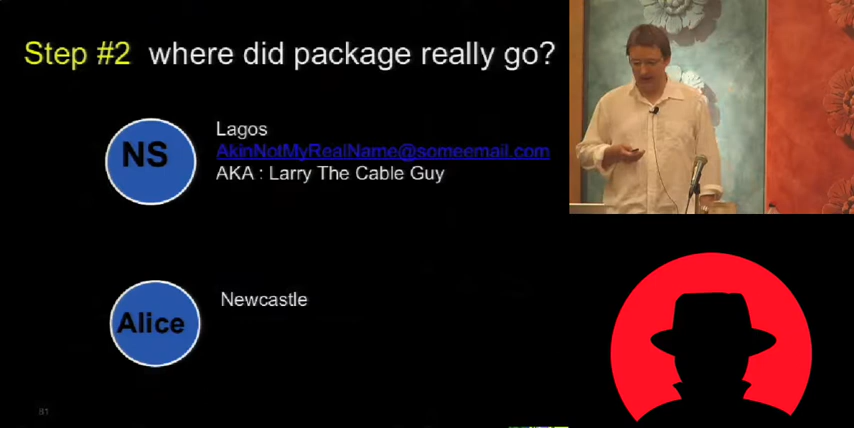 Step #2 where did package really go?
NS
Lagos
AkinNotMyRealName@someemail.com
AKA : Larry The Cable Guy
Alice
Newcastle
81